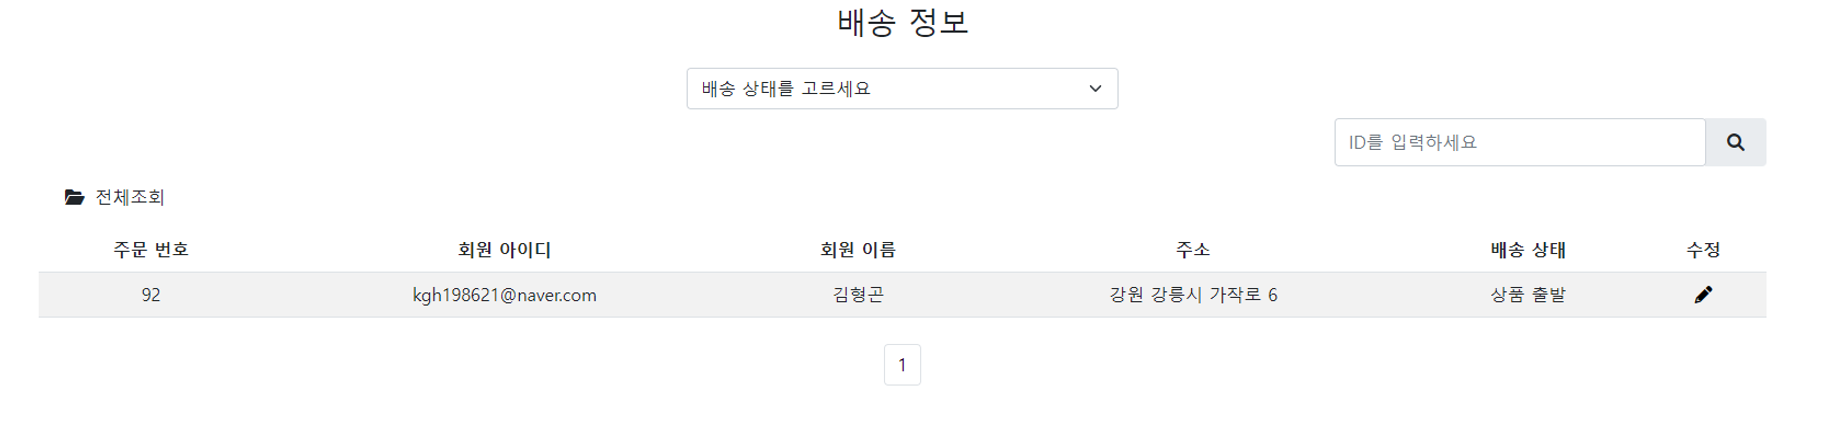 배송 정보
배송 상태를 고르세요
ID를 입력하세요
전체조회
주문 번호 회원 아이디 회원 이름 주소 배송 상태 수정
92 kgh198621@naver.com 김형곤 강원 강릉시 가작로 6 상품 출발
1